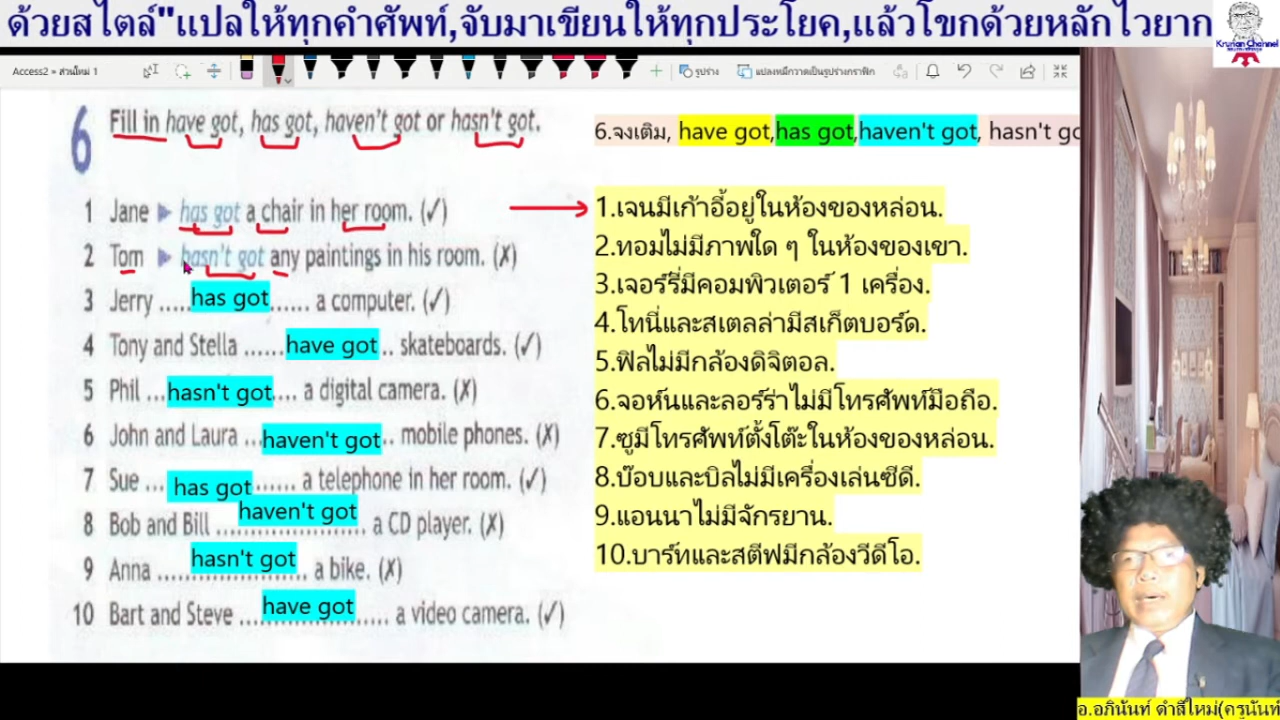 ด้วยสไตล์"แปลให้ทุกคำศัพท์,จับมาเขียนให้ทุกประโยค,แล้วโขกด้วยหลักไวยาก
Krunan Channel
Access2 » ส่วนใหม่ 1
รูปร่าง
แปลงหมึกวาดเป็นรูปร่างกราฟิก
6 Fill in have got, has got, haven't got or hasn't got.
6.จงเติม, have got,has got,haven't got, hasn't go
1 Jane ▶ has got a chair in her room. (✓)
2 Tom ▶ hasn't got any paintings in his room. (✗)
3 Jerry .....has got...... a computer. (✓)
4 Tony and Stella ......have got.. skateboards. (✓)
5 Phil ...hasn't got.... a digital camera. (✗)
6 John and Laura ...haven't got.. mobile phones. (✗)
7 Sue ... has got...... a telephone in her room. (✓)
8 Bob and Bill haven't got a CD player. (✗)
9 Anna hasn't got a bike. (✗)
10 Bart and Steve have got a video camera. (✓)
1.เจนมีเก้าอี้อยู่ในห้องของหล่อน.
2.ทอมไม่มีภาพใด ๆ ในห้องของเขา.
3.เจอร์รี่มีคอมพิวเตอร์ 1 เครื่อง.
4.โทนี่และสเตลล่ามีสเก็ตบอร์ด.
5.ฟิลไม่มีกล้องดิจิตอล.
6.จอห์นและลอร์ร่าไม่มีโทรศัพท์มือถือ.
7.ซูมีโทรศัพท์ตั้งโต๊ะในห้องของหล่อน.
8.บ๊อบและบิลไม่มีเครื่องเล่นซีดี.
9.แอนนาไม่มีจักรยาน.
10.บาร์ทและสตีฟมีกล้องวีดีโอ.
อ.อภินันท์ คำสีใหม่(ครูนันท์